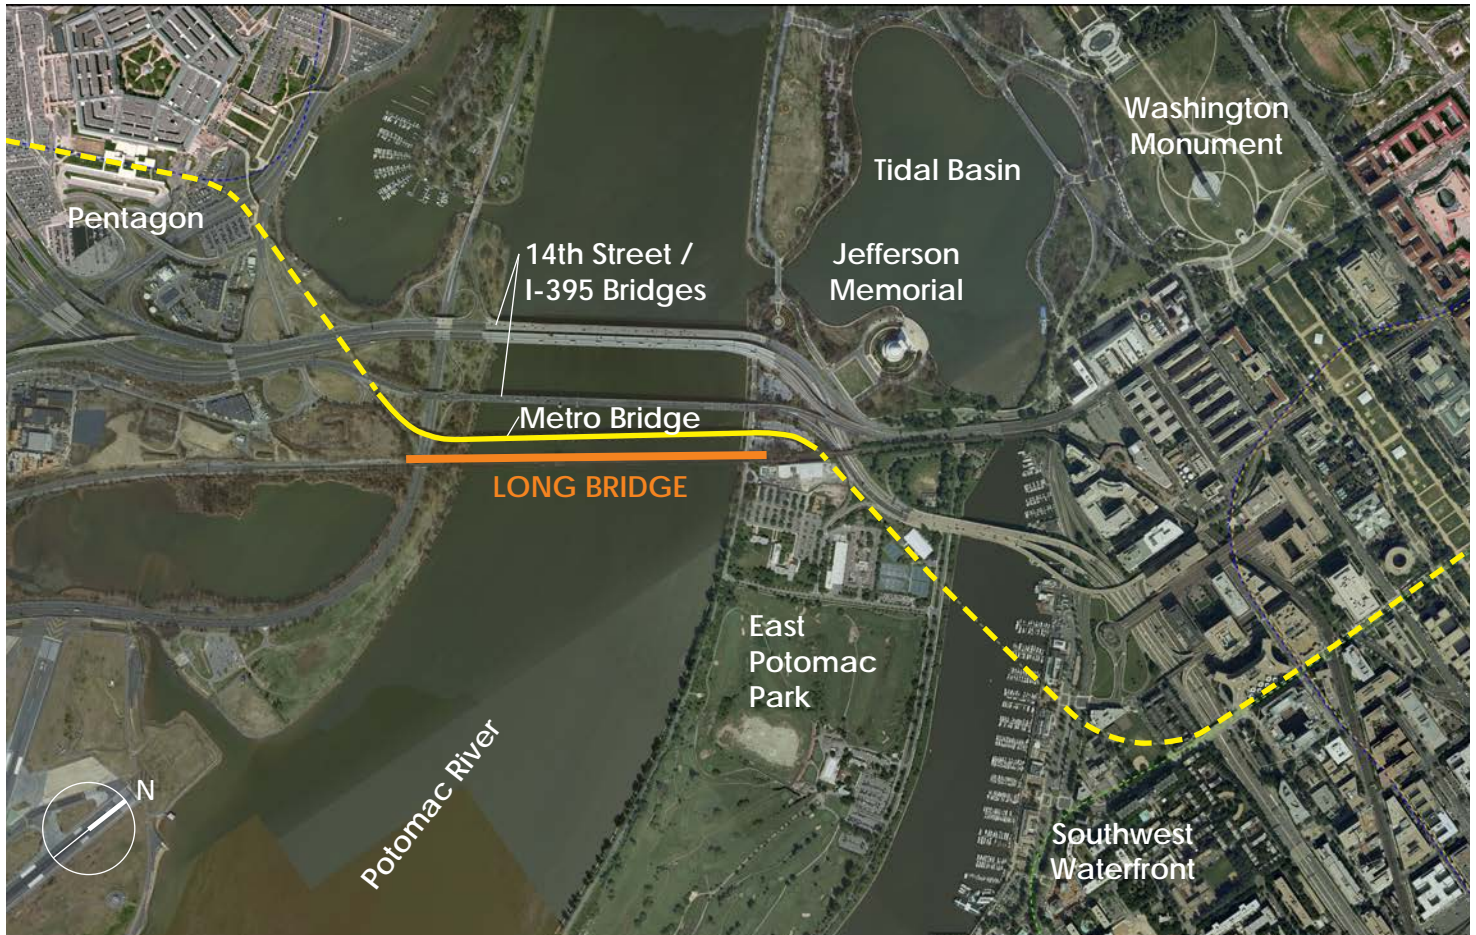 Washington
Monument
Tidal Basin
Pentagon
14th Street /
I-395 Bridges
Jefferson
Memorial
Metro Bridge
LONG BRIDGE
East
Potomac
Park
Potomac River
N
Southwest
Waterfront